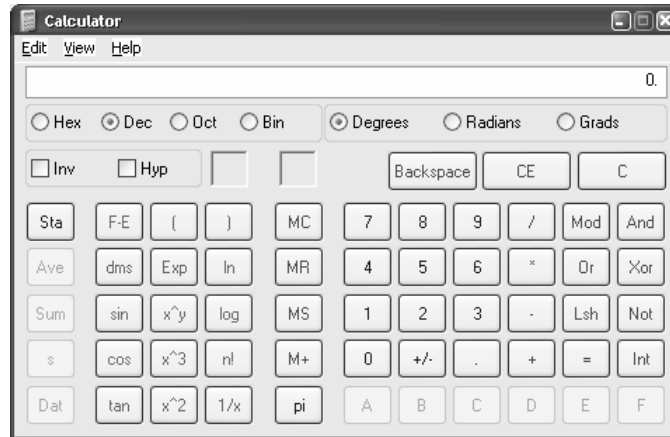 Calculator
Edit View Help
0.
Hex Dec Oct Bin Degrees Radians Grads
Inv Hyp Backspace CE C
Sta F-E ( ) MC 7 8 9 / Mod And
Ave dms Exp ln MR 4 5 6 * Or Xor
Sum sin x^y log MS 1 2 3 - Lsh Not
s cos x^3 n! M+ 0 +/- . + = Int
Dat tan x^2 1/x pi A B C D E F